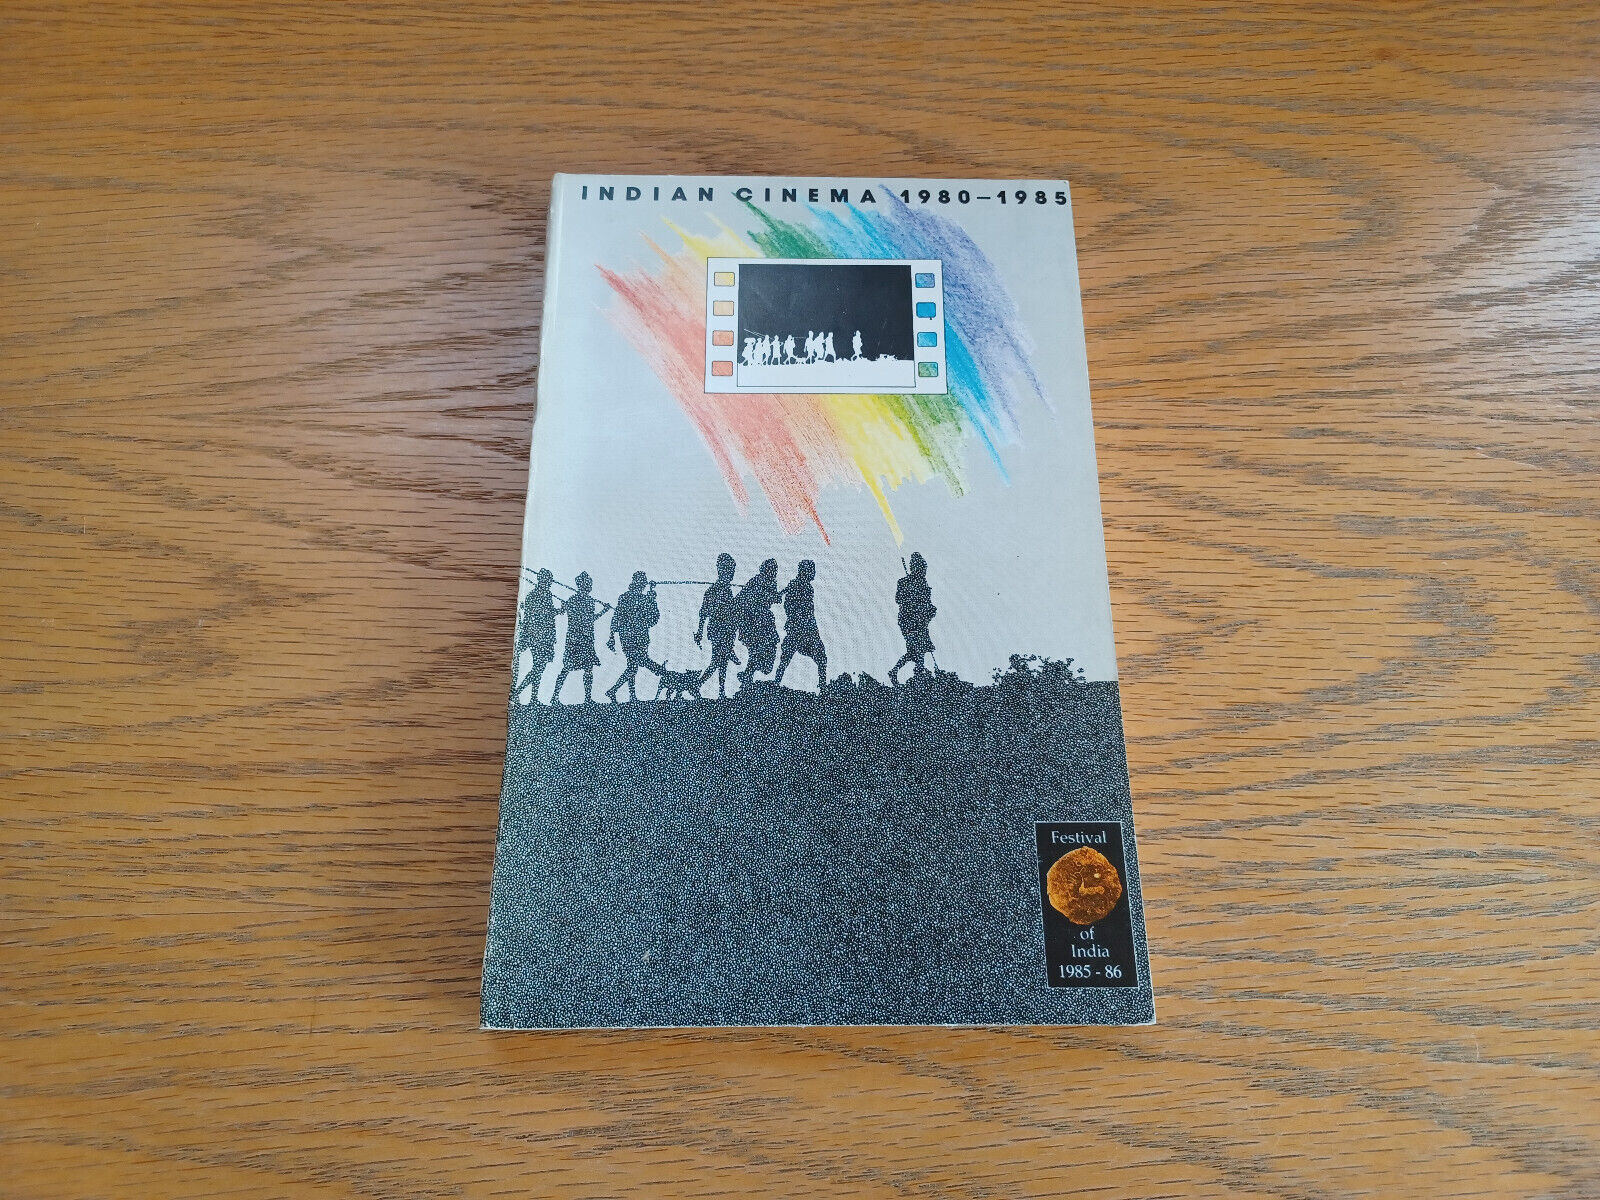 INDIAN CINEMA 1980–1985
Festival
of
India
1985 - 86